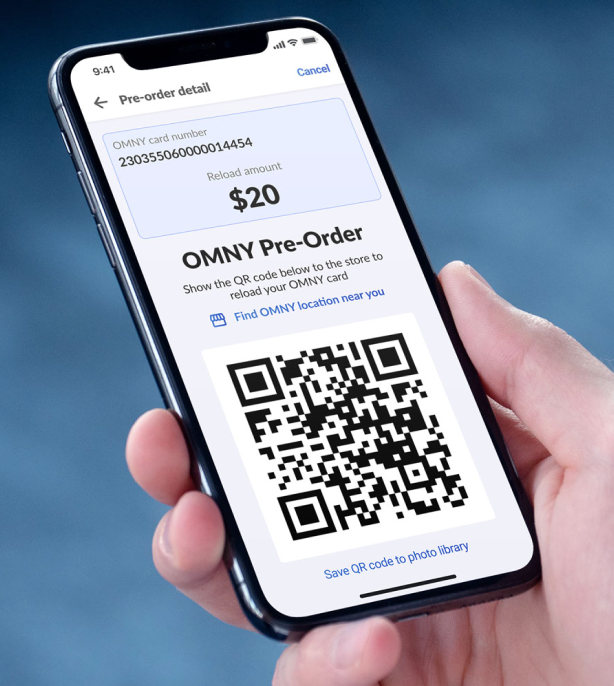 9:41
Pre-order detail
Cancel
OMNY card number
230355060000014454
Reload amount
$20
OMNY Pre-Order
Show the QR code below to the store to
reload your OMNY card
Find OMNY location near you
Save QR code to photo library